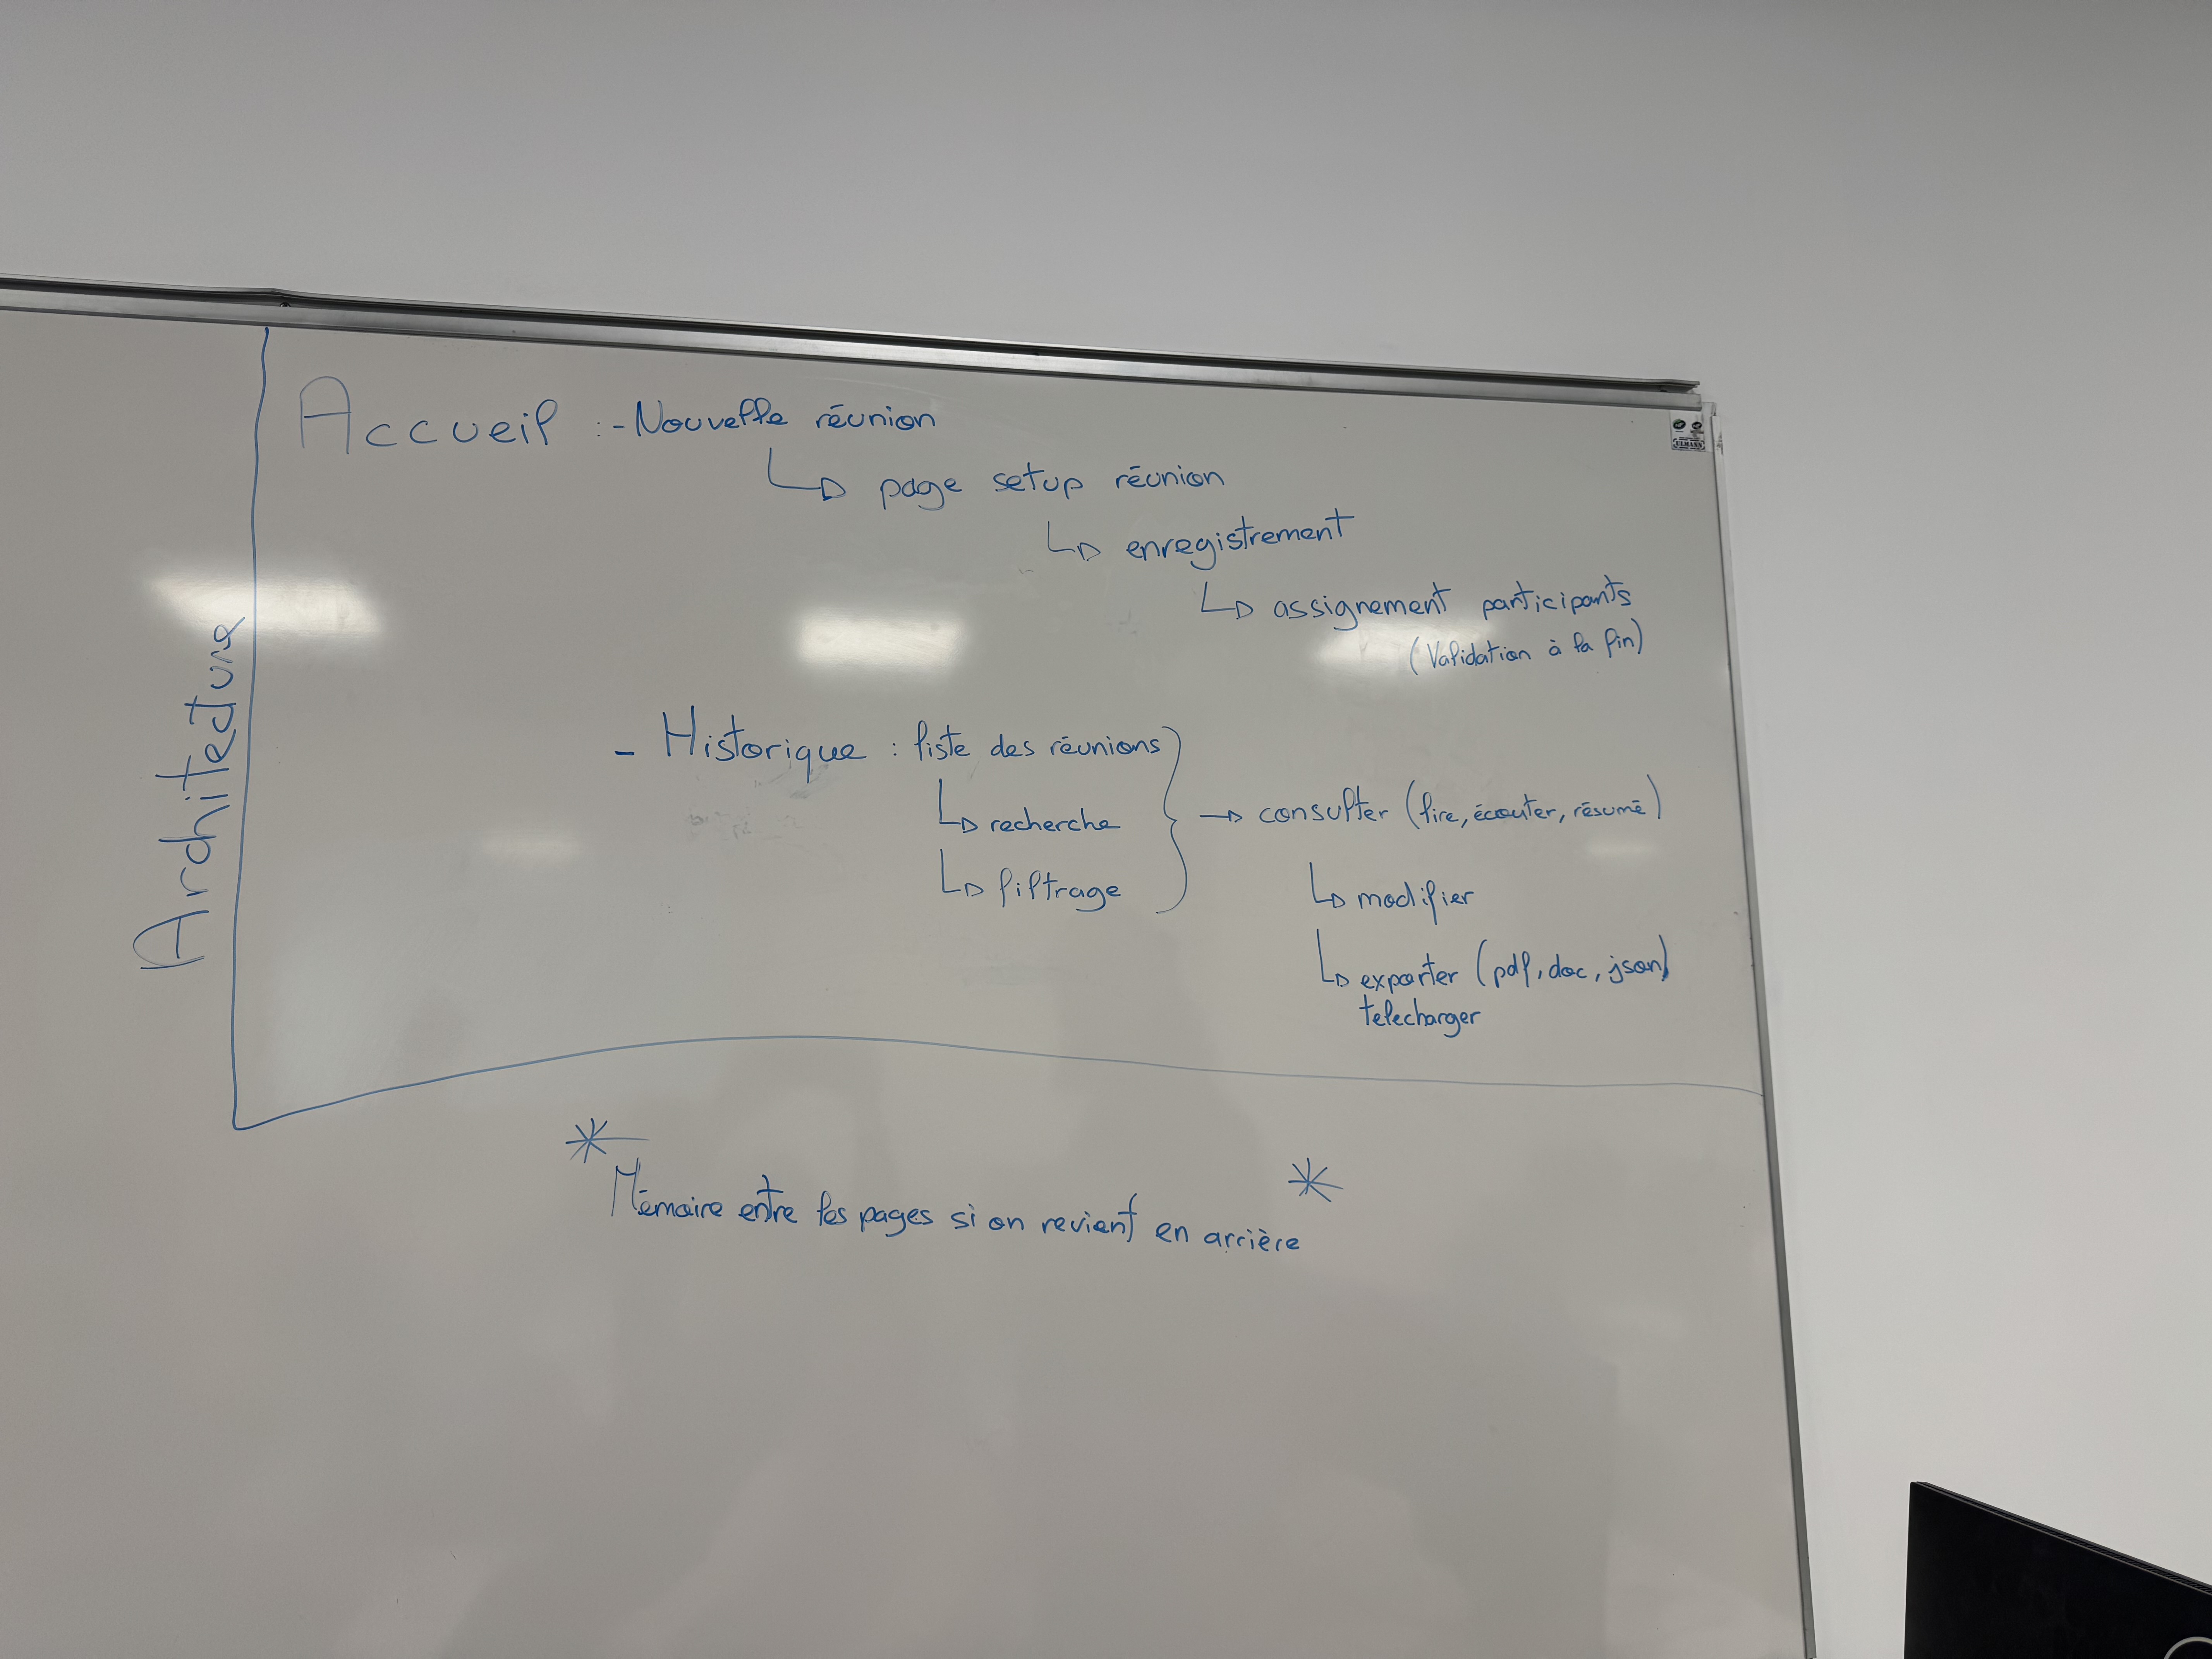 Architecture
Accueil : - Nouvelle réunion
↳ page setup réunion
↳ enregistrement
↳ assignement participants
(Validation à la fin)
- Historique : liste des réunions
↳ recherche
↳ filtrage
→ consulter (lire, écouter, résumé)
↳ modifier
↳ exporter (pdf, doc, json)
telecharger
* Mémoire entre les pages si on revient en arrière *
ULMANN